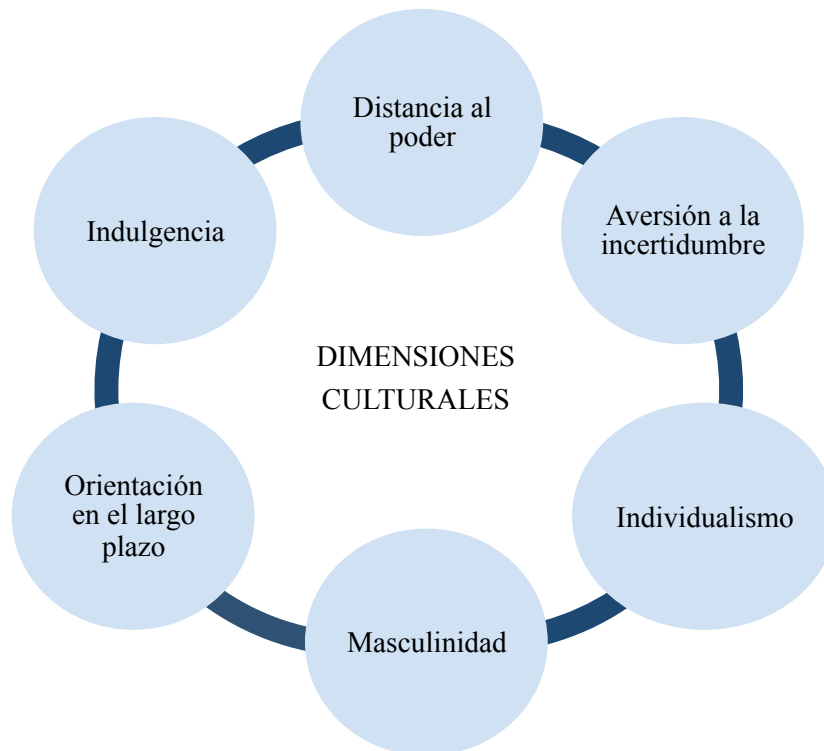 Distancia al
poder
Aversión a la
incertidumbre
Individualismo
Masculinidad
Orientación
en el largo
plazo
Indulgencia
DIMENSIONES
CULTURALES